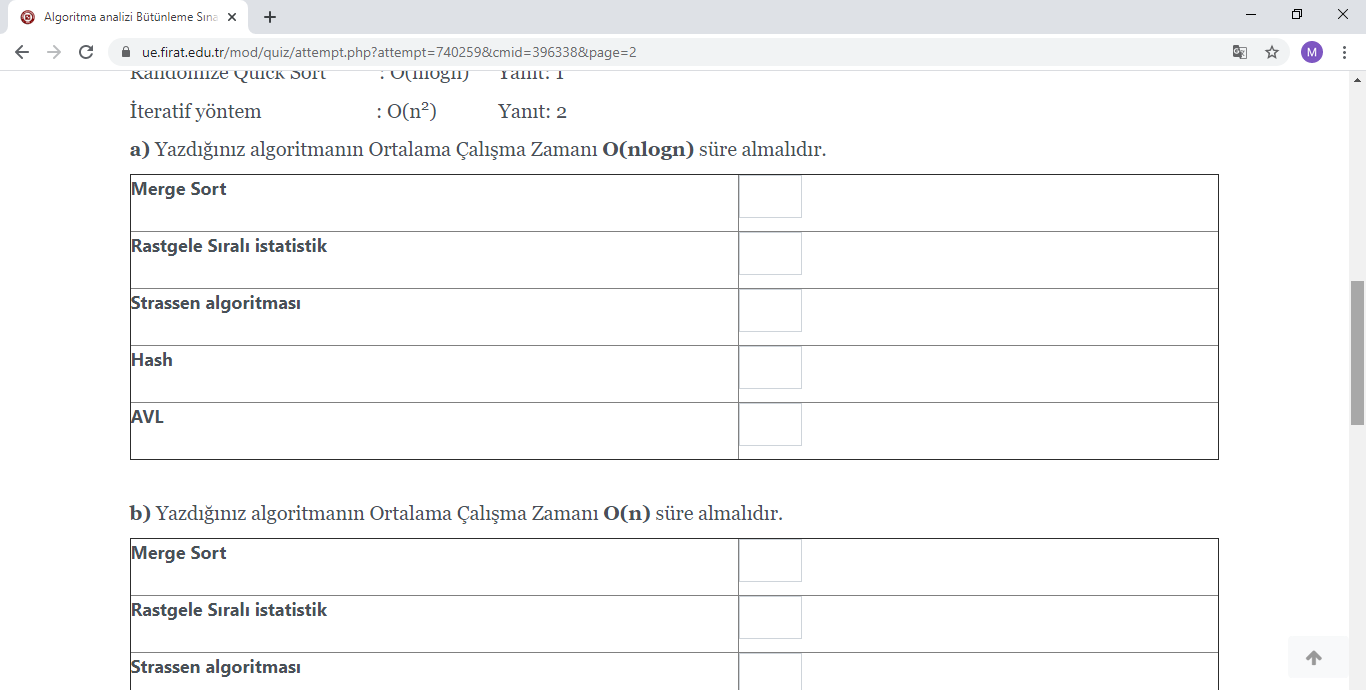 Algoritma analizi Bütünleme Sına
ue.firat.edu.tr/mod/quiz/attempt.php?attempt=740259&cmid=396338&page=2
M
Randomize Quick Sort : O(nlogn) Yanıt: 1
İteratif yöntem : O(n²) Yanıt: 2
a) Yazdığınız algoritmanın Ortalama Çalışma Zamanı O(nlogn) süre almalıdır.
Merge Sort
Rastgele Sıralı istatistik
Strassen algoritması
Hash
AVL
b) Yazdığınız algoritmanın Ortalama Çalışma Zamanı O(n) süre almalıdır.
Merge Sort
Rastgele Sıralı istatistik
Strassen algoritması